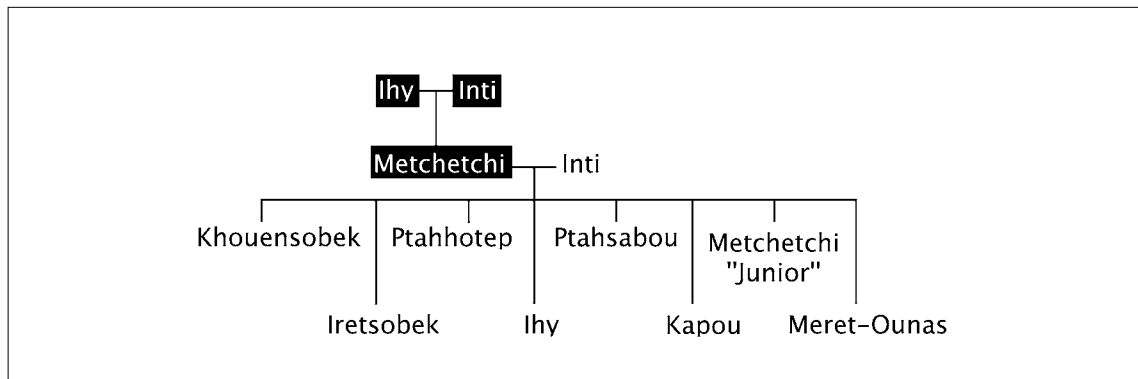 Ihy Inti
Metchetchi Inti
Khouensobek Ptahhotep Ptahsabou Metchetchi
"Junior"
Iretsobek Ihy Kapou Meret-Ounas